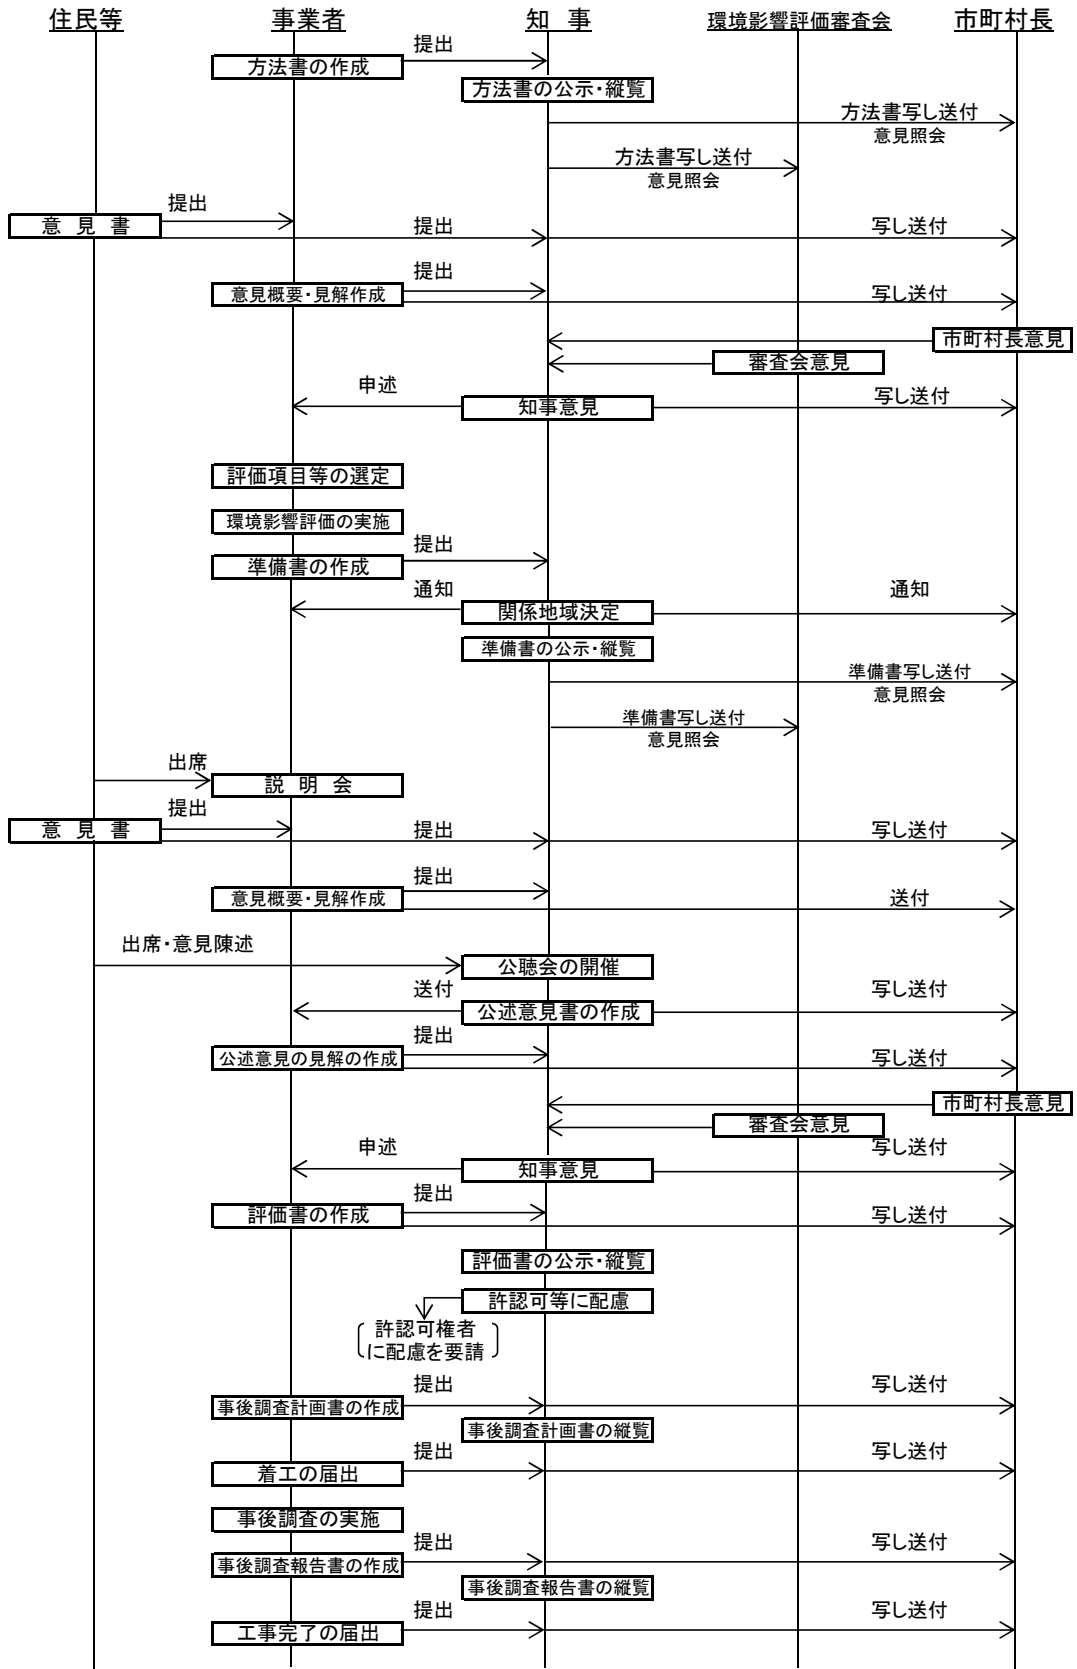 住民等
事業者
知　事
環境影響評価審査会
市町村長
提出
方法書の作成
方法書の公示・縦覧
方法書写し送付
意見照会
方法書写し送付
意見照会
提出
意　見　書
提出
写し送付
提出
意見概要・見解作成
写し送付
市町村長意見
審査会意見
申述
知事意見
写し送付
評価項目等の選定
環境影響評価の実施
提出
準備書の作成
通知
関係地域決定
通知
準備書の公示・縦覧
準備書写し送付
意見照会
準備書写し送付
意見照会
出席
説　明　会
提出
意　見　書
提出
写し送付
提出
意見概要・見解作成
送付
出席・意見陳述
公聴会の開催
送付
公述意見書の作成
写し送付
提出
公述意見の見解の作成
写し送付
市町村長意見
審査会意見
申述
知事意見
写し送付
提出
評価書の作成
写し送付
評価書の公示・縦覧
許認可等に配慮
許認可権者
に配慮を要請
提出
写し送付
事後調査計画書の作成
事後調査計画書の縦覧
提出
写し送付
着工の届出
事後調査の実施
提出
写し送付
事後調査報告書の作成
事後調査報告書の縦覧
提出
写し送付
工事完了の届出